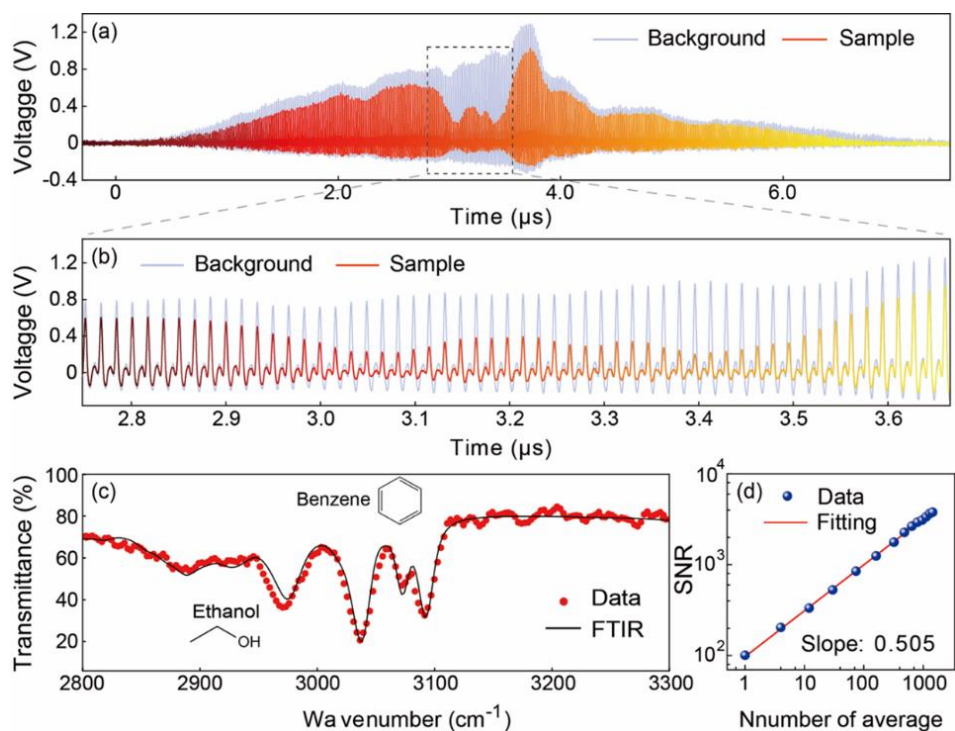 (a)
Background
Sample
Voltagge (V)
1.2
0.8
0.4
0
-0.4
0
2.0
4.0
6.0
Time (μs)
(b)
Background
Sample
Voltagge (V)
1.2
0.8
0.4
0
2.8
2.9
3.0
3.1
3.2
3.3
3.4
3.5
3.6
Time (μs)
(c)
Transmittance (%)
100
80
60
40
20
Benzene
Ethanol
OH
Data
FTIR
2800
2900
3000
3100
3200
3300
Wa venumber (cm⁻¹)
(d)
SNR
10⁴
10³
10²
Data
Fitting
Slope: 0.505
1
10
100
1000
Nnumber of average